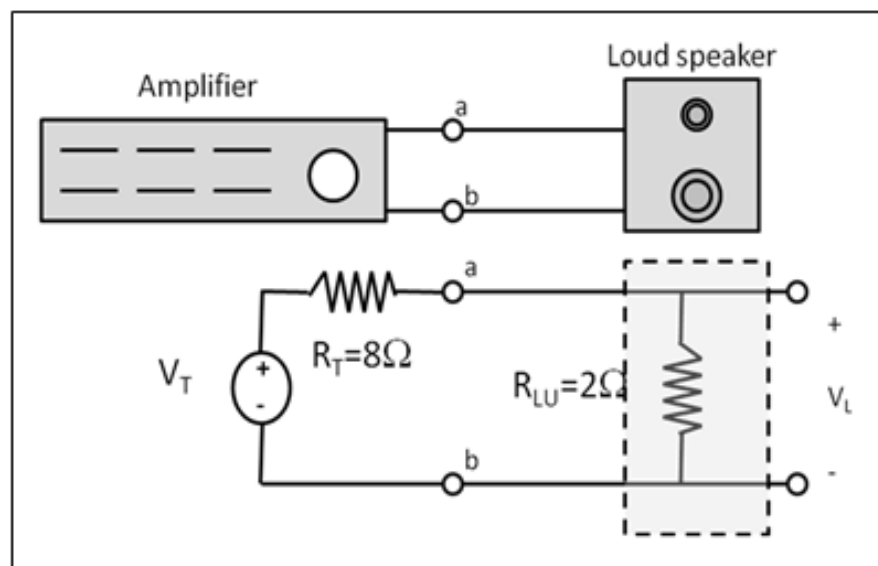 Loud speaker
Amplifier
a
b
a
+
R_T=8Ω
V_T
+
-
R_LU=2Ω
V_L
b
-